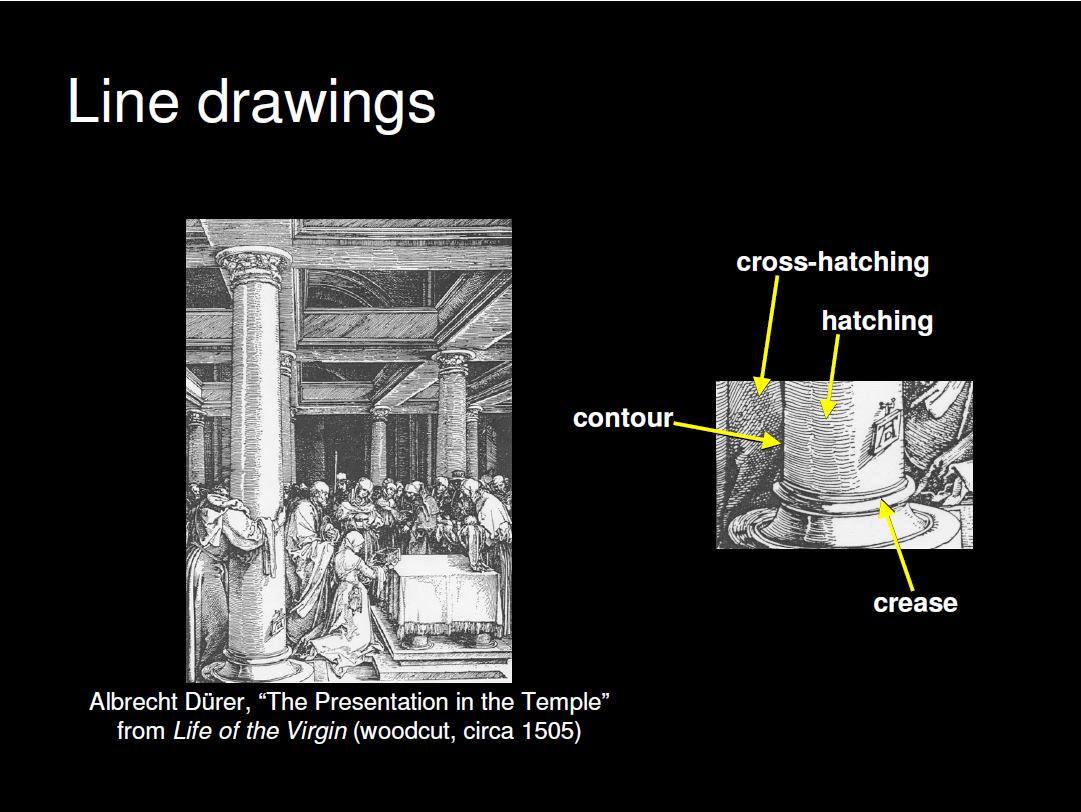 Line drawings
cross-hatching
hatching
contour
crease
Albrecht Dürer, “The Presentation in the Temple”
from Life of the Virgin (woodcut, circa 1505)